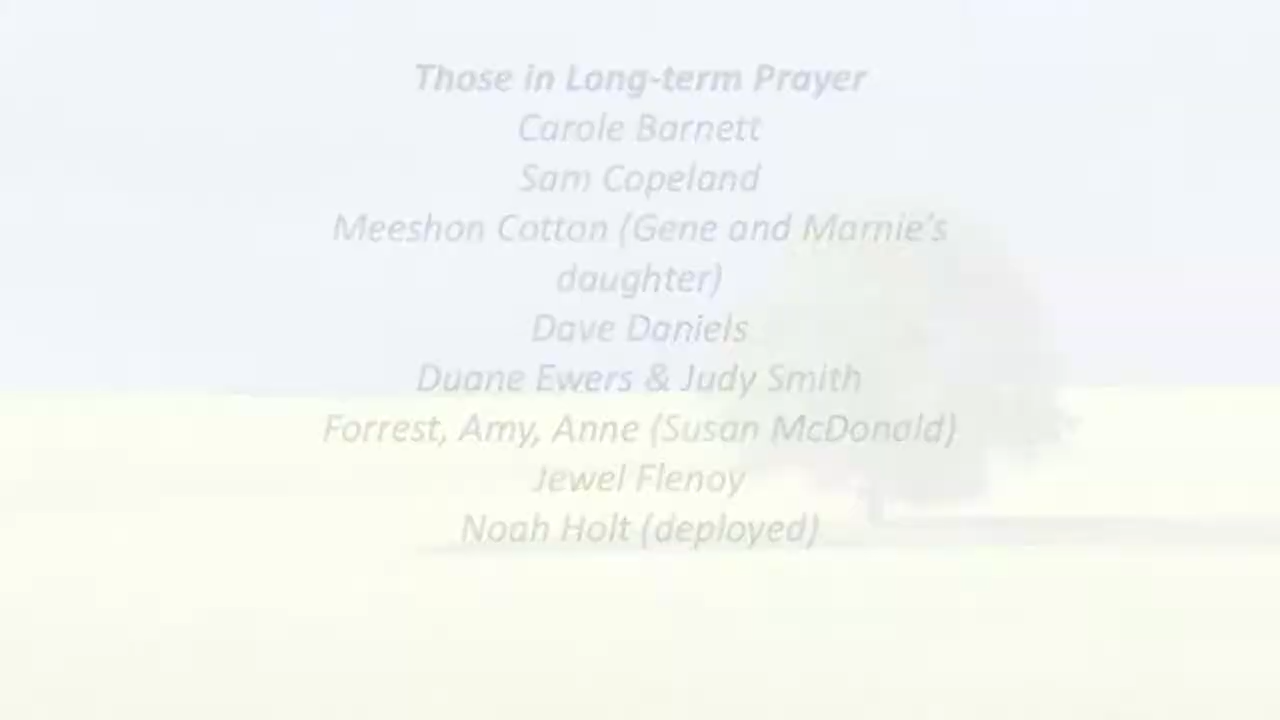 Those in Long-term Prayer
Carole Barnett
Sam Copeland
Meeshon Cotton (Gene and Marnie's
daughter)
Dave Daniels
Duane Ewers & Judy Smith
Forrest, Amy, Anne (Susan McDonald)
Jewel Flenoy
Noah Holt (deployed)